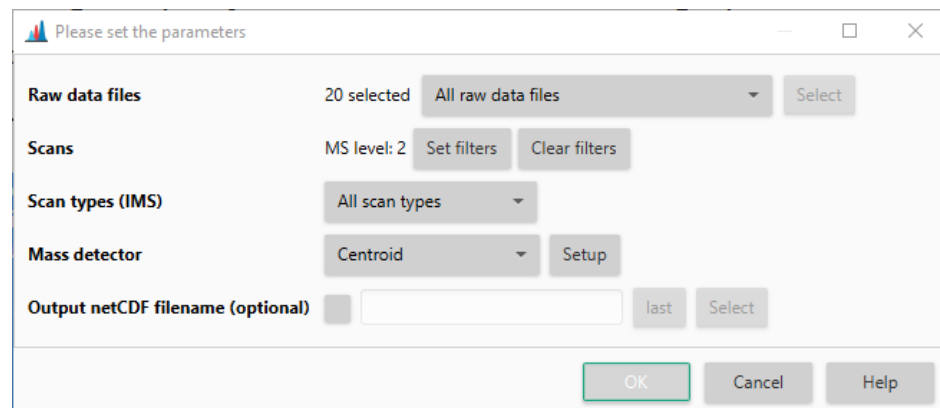 Please set the parameters
Raw data files 20 selected All raw data files Select
Scans MS level: 2 Set filters Clear filters
Scan types (IMS) All scan types
Mass detector Centroid Setup
Output netCDF filename (optional) last Select
OK Cancel Help